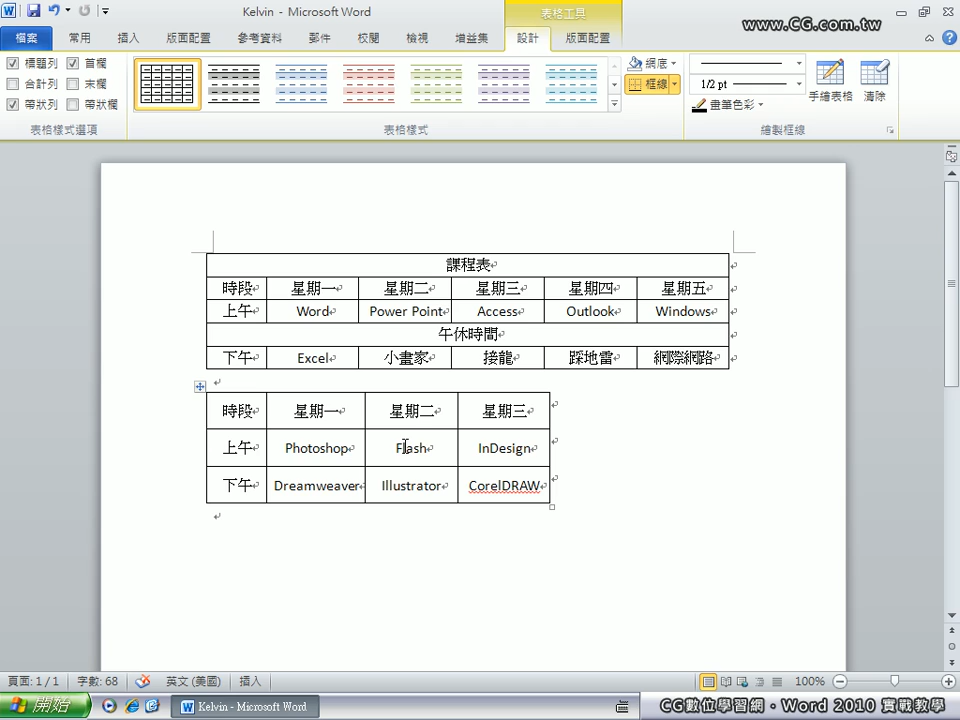 Kelvin - Microsoft Word
表格工具
www.CG.com.tw
檔案 常用 插入 版面配置 參考資料 郵件 校閱 檢視 增益集 設計 版面配置
標題列 首欄
合計列 末欄
帶狀列 帶狀欄
表格樣式選項
表格樣式
網底
框線
1/2 pt
畫筆色彩
手繪表格 清除
繪製框線
課程表
時段 星期一 星期二 星期三 星期四 星期五
上午 Word Power Point Access Outlook Windows
午休時間
下午 Excel 小畫家 接龍 踩地雷 網際網路
時段 星期一 星期二 星期三
上午 Photoshop Flash InDesign
下午 Dreamweaver Illustrator CorelDRAW
頁面: 1 / 1 字數: 68 英文 (美國) 插入 100%
開始 Kelvin - Microsoft Word CG數位學習網。Word 2010 實戰教學